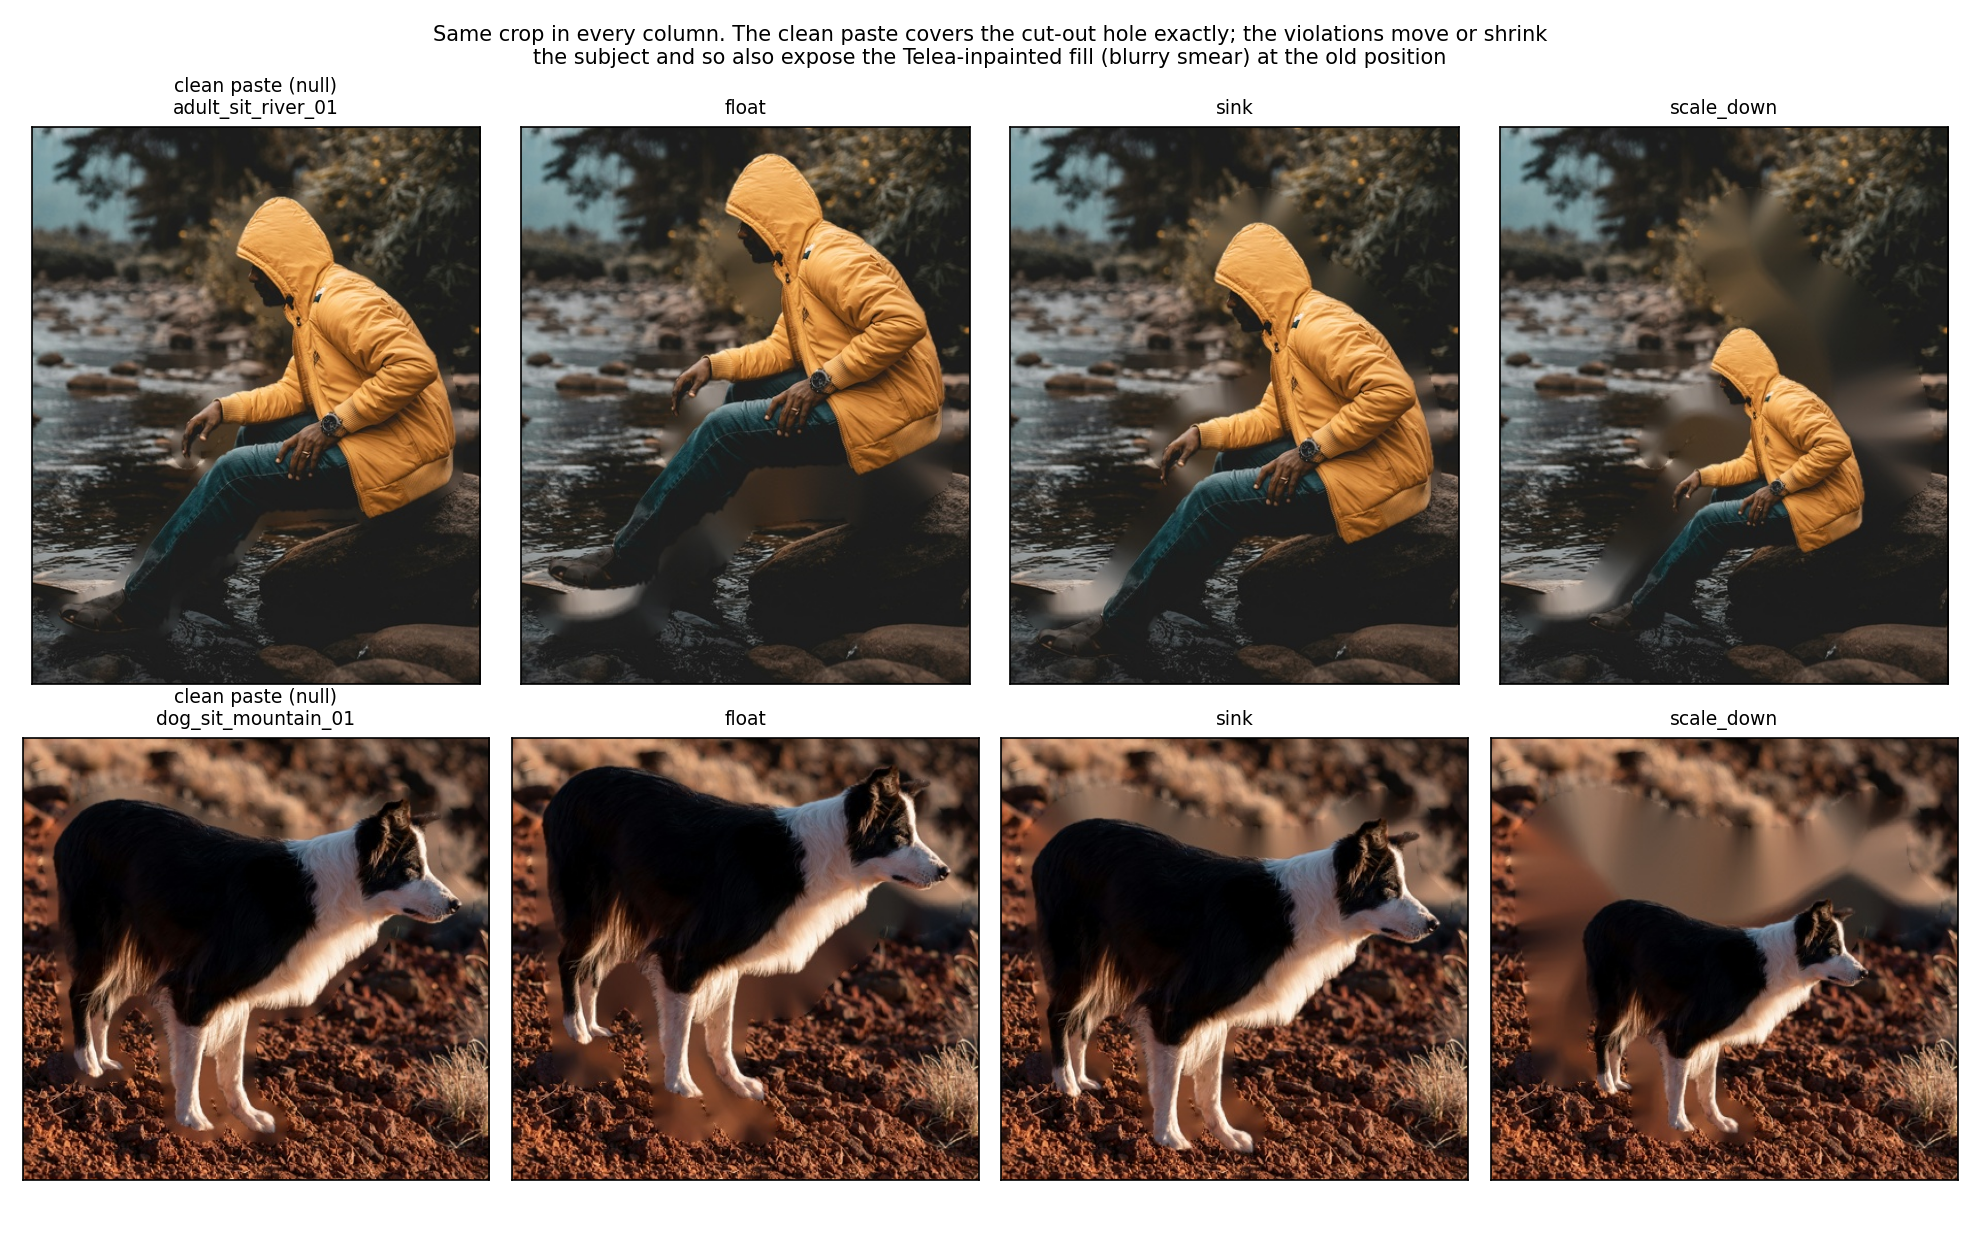 Same crop in every column. The clean paste covers the cut-out hole exactly; the violations move or shrink
the subject and so also expose the Telea-inpainted fill (blurry smear) at the old position
clean paste (null)
adult_sit_river_01
float
sink
scale_down
clean paste (null)
dog_sit_mountain_01
float
sink
scale_down